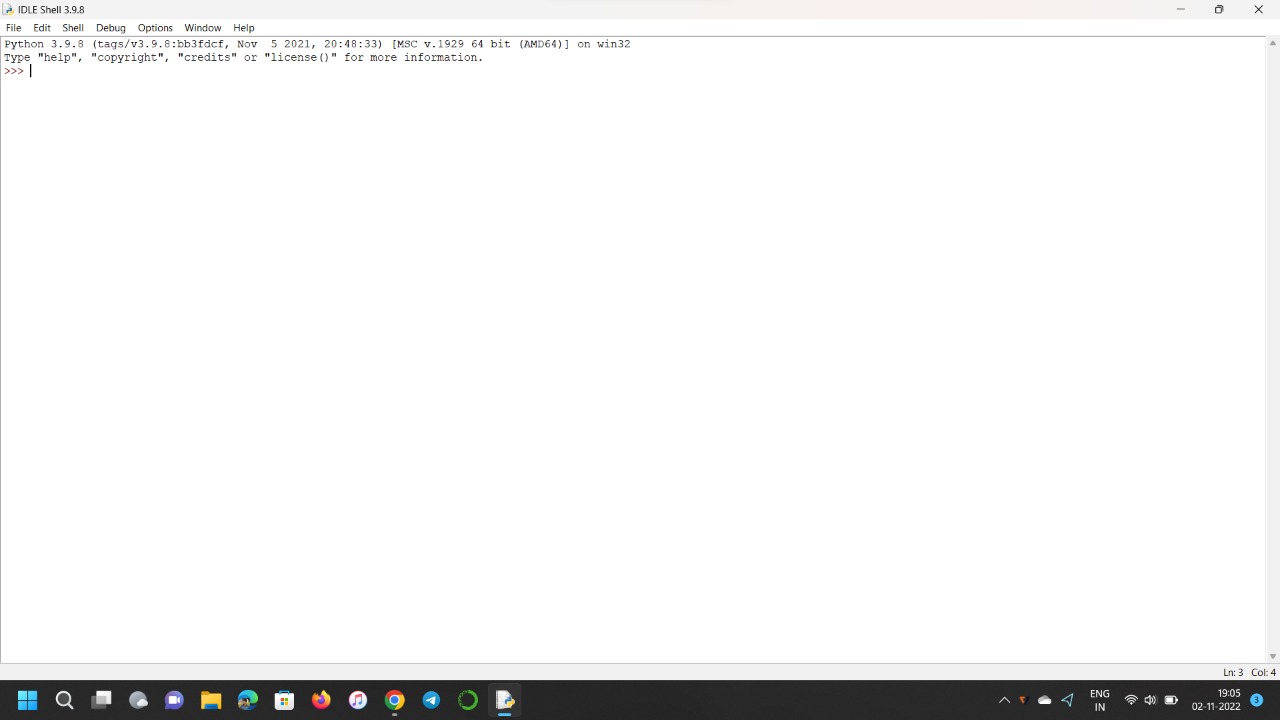 IDLE Shell 3.9.8
File Edit Shell Debug Options Window Help
Python 3.9.8 (tags/v3.9.8:bb3fdcf, Nov  5 2021, 20:48:33) [MSC v.1929 64 bit (AMD64)] on win32
Type "help", "copyright", "credits" or "license()" for more information.
>>>
Ln: 3 Col: 4
ENG
IN
19:05
02-11-2022
3